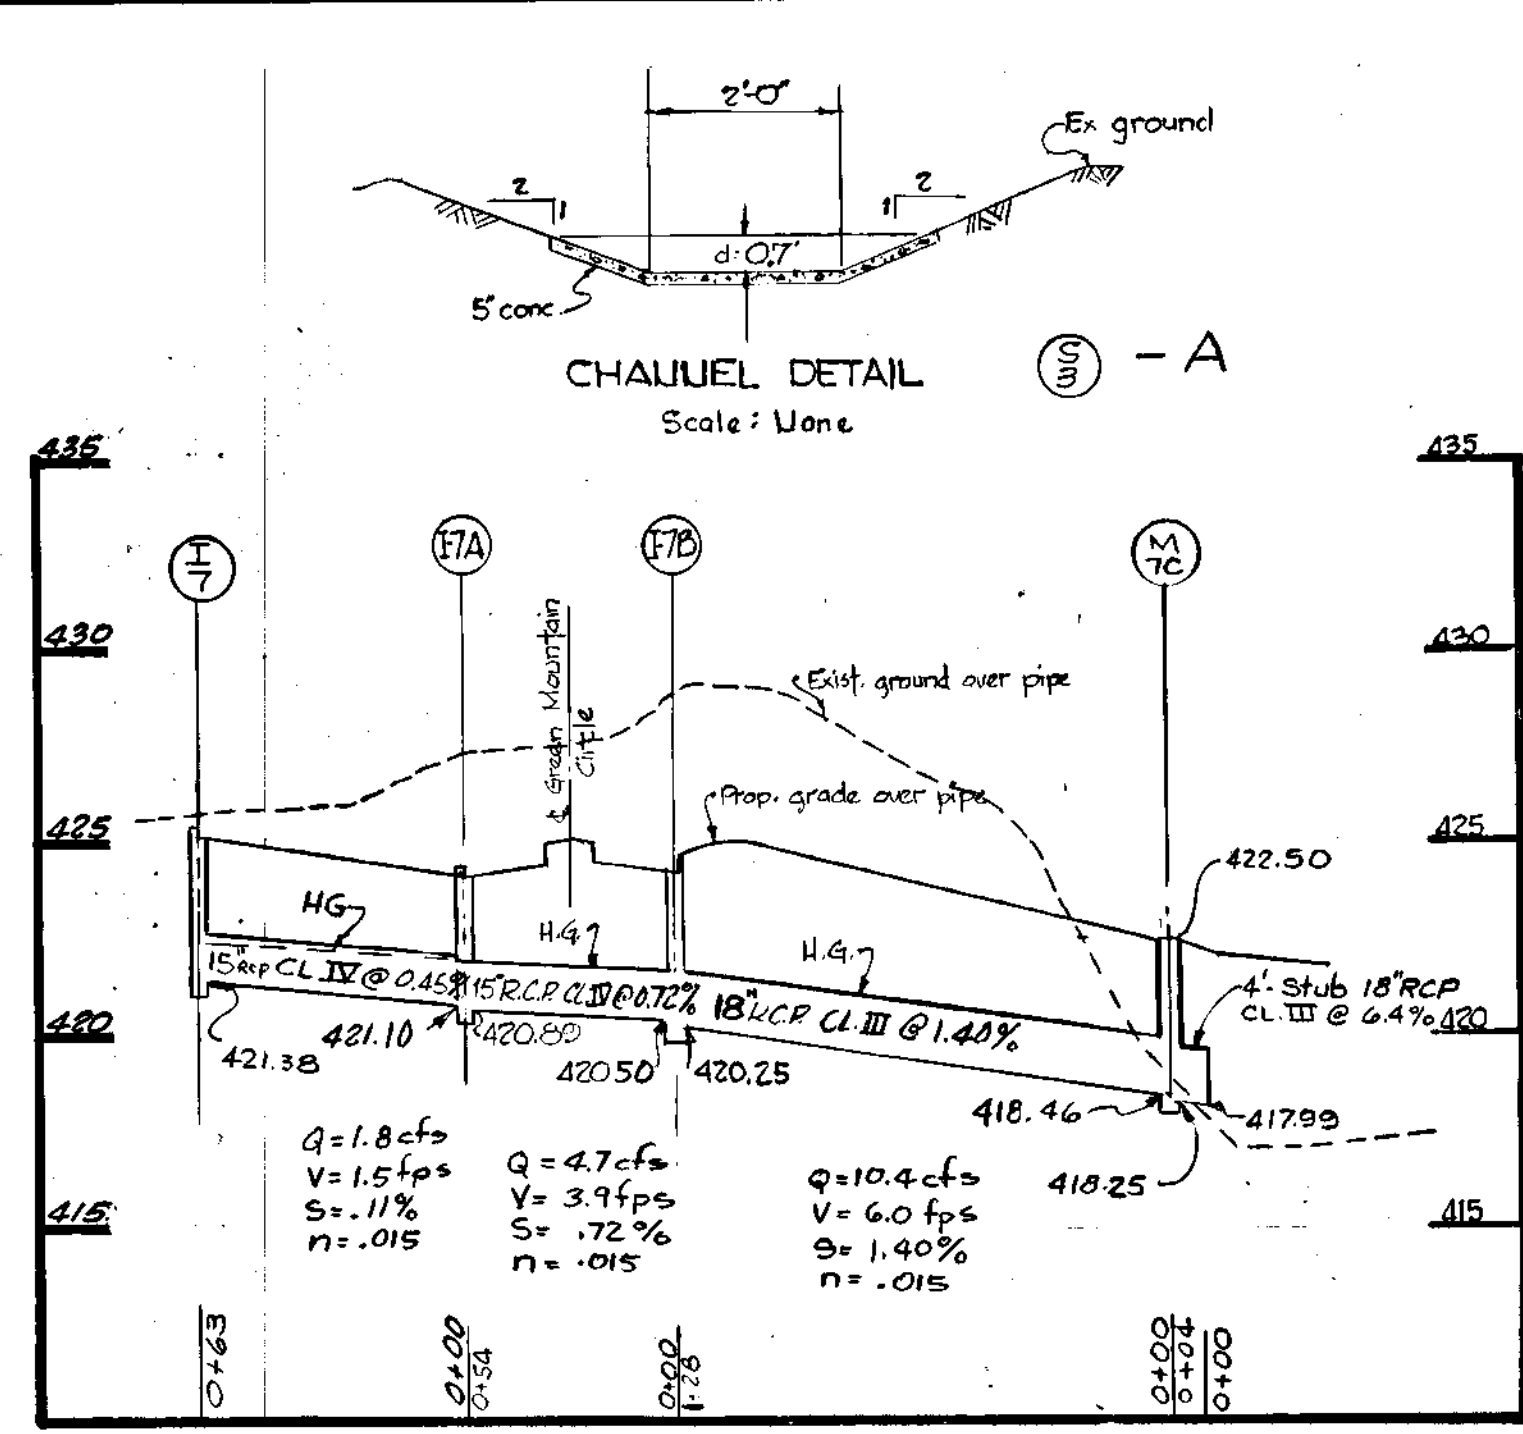 2'-0"
Ex ground
2
1
2
1
d=0.7'
5" conc.
CHANNEL DETAIL
S
3
- A
Scale: None
435
435
I
7
I-7A
I-7B
M
7C
430
430
℄ Green Mountain
Circle
Exist. ground over pipe
Prop. grade over pipe
425
425
422.50
HG
H.G.
H.G.
15" RCP CL. IV @ 0.45%
15" R.C.P. CL IV @ 0.72%
18" R.C.P. CL. III @ 1.40%
4'- Stub 18" RCP
CL. III @ 6.4%
420
420
421.38
421.10
420.89
420.50
420.25
418.46
417.99
418.25
Q=1.8 cfs
V=1.5 fps
S=.11%
n=.015
Q=4.7 cfs
V= 3.9 fps
S= .72%
n= .015
Q=10.4 cfs
V= 6.0 fps
S= 1.40%
n= .015
415
415
0+63
0+00
0+54
0+00
1+28
0+00
0+04
0+00